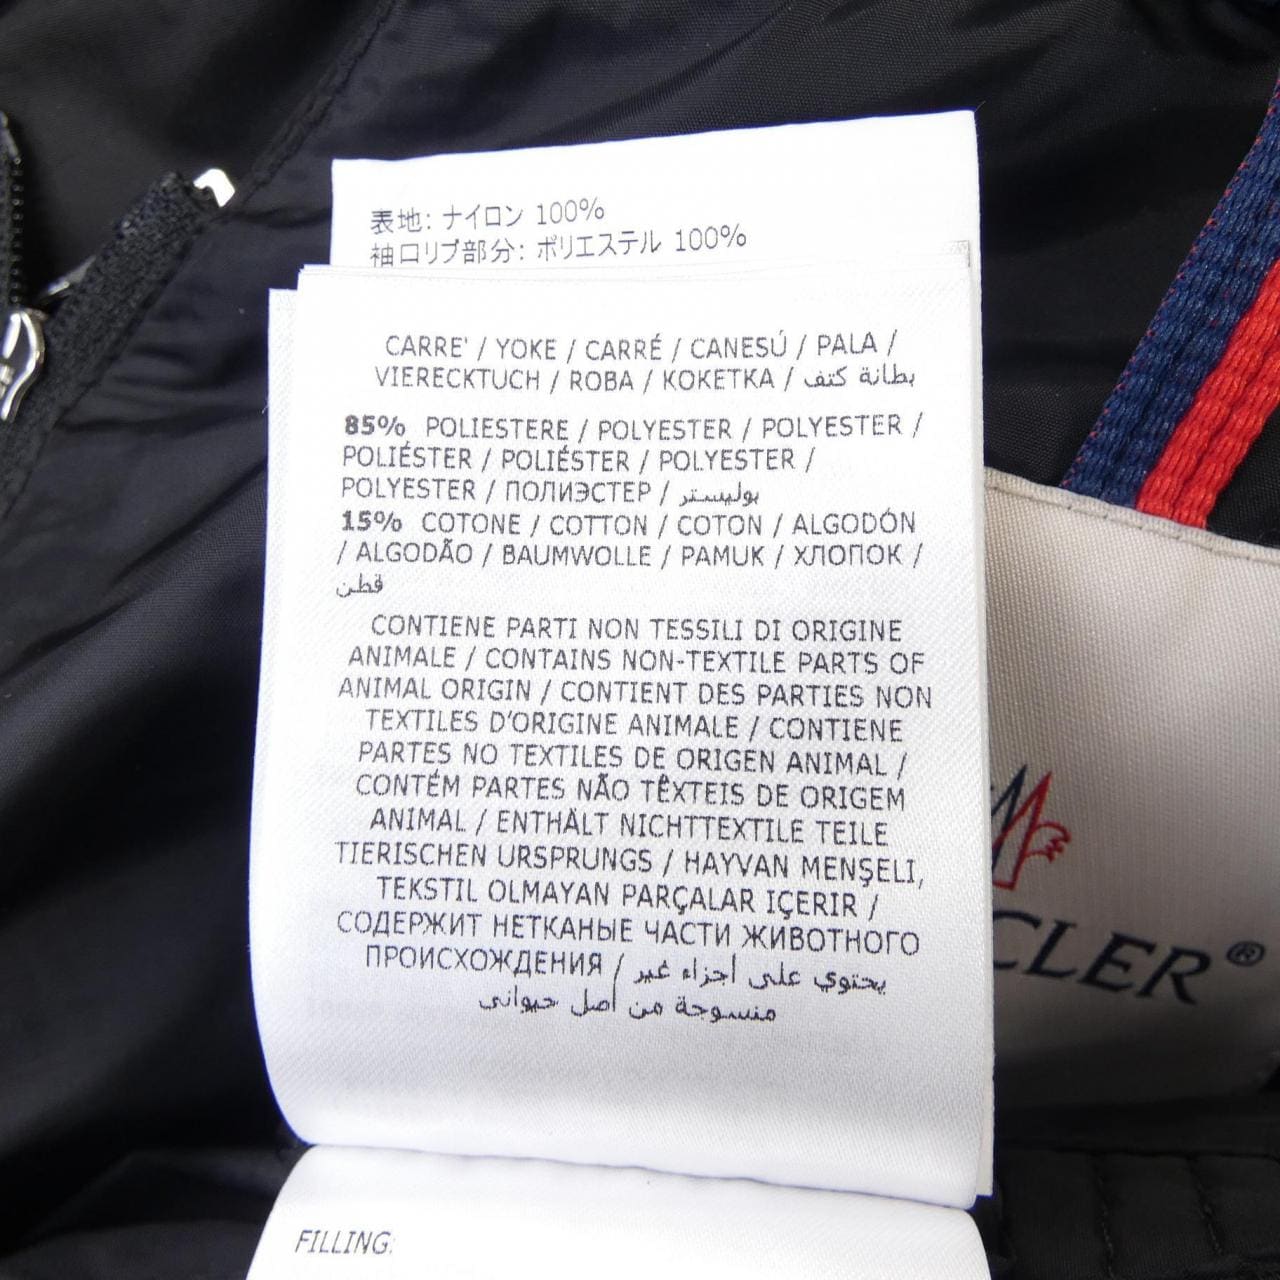 表地: ナイロン 100%
袖口リブ部分: ポリエステル 100%
CARRE' / YOKE / CARRÉ / CANESÚ / PALA /
VIERECKTUCH / ROBA / KOKETKA / بطانة كتف
85% POLIESTERE / POLYESTER / POLYESTER /
POLIÉSTER / POLIÉSTER / POLYESTER /
POLYESTER / ПОЛИЭСТЕР / بوليستر
15% COTONE / COTTON / COTON / ALGODÓN
/ ALGODÃO / BAUMWOLLE / PAMUK / ХЛОПОК /
قطن
CONTIENE PARTI NON TESSILI DI ORIGINE
ANIMALE / CONTAINS NON-TEXTILE PARTS OF
ANIMAL ORIGIN / CONTIENT DES PARTIES NON
TEXTILES D'ORIGINE ANIMALE / CONTIENE
PARTES NO TEXTILES DE ORIGEN ANIMAL /
CONTÉM PARTES NÃO TÊXTEIS DE ORIGEM
ANIMAL / ENTHÄLT NICHTTEXTILE TEILE
TIERISCHEN URSPRUNGS / HAYVAN MENŞELI,
TEKSTIL OLMAYAN PARÇALAR IÇERIR /
СОДЕРЖИТ НЕТКАНЫЕ ЧАСТИ ЖИВОТНОГО
ПРОИСХОЖДЕНИЯ / يحتوي على أجزاء غير
منسوجة من أصل حيوانى
CLER®
FILLING: